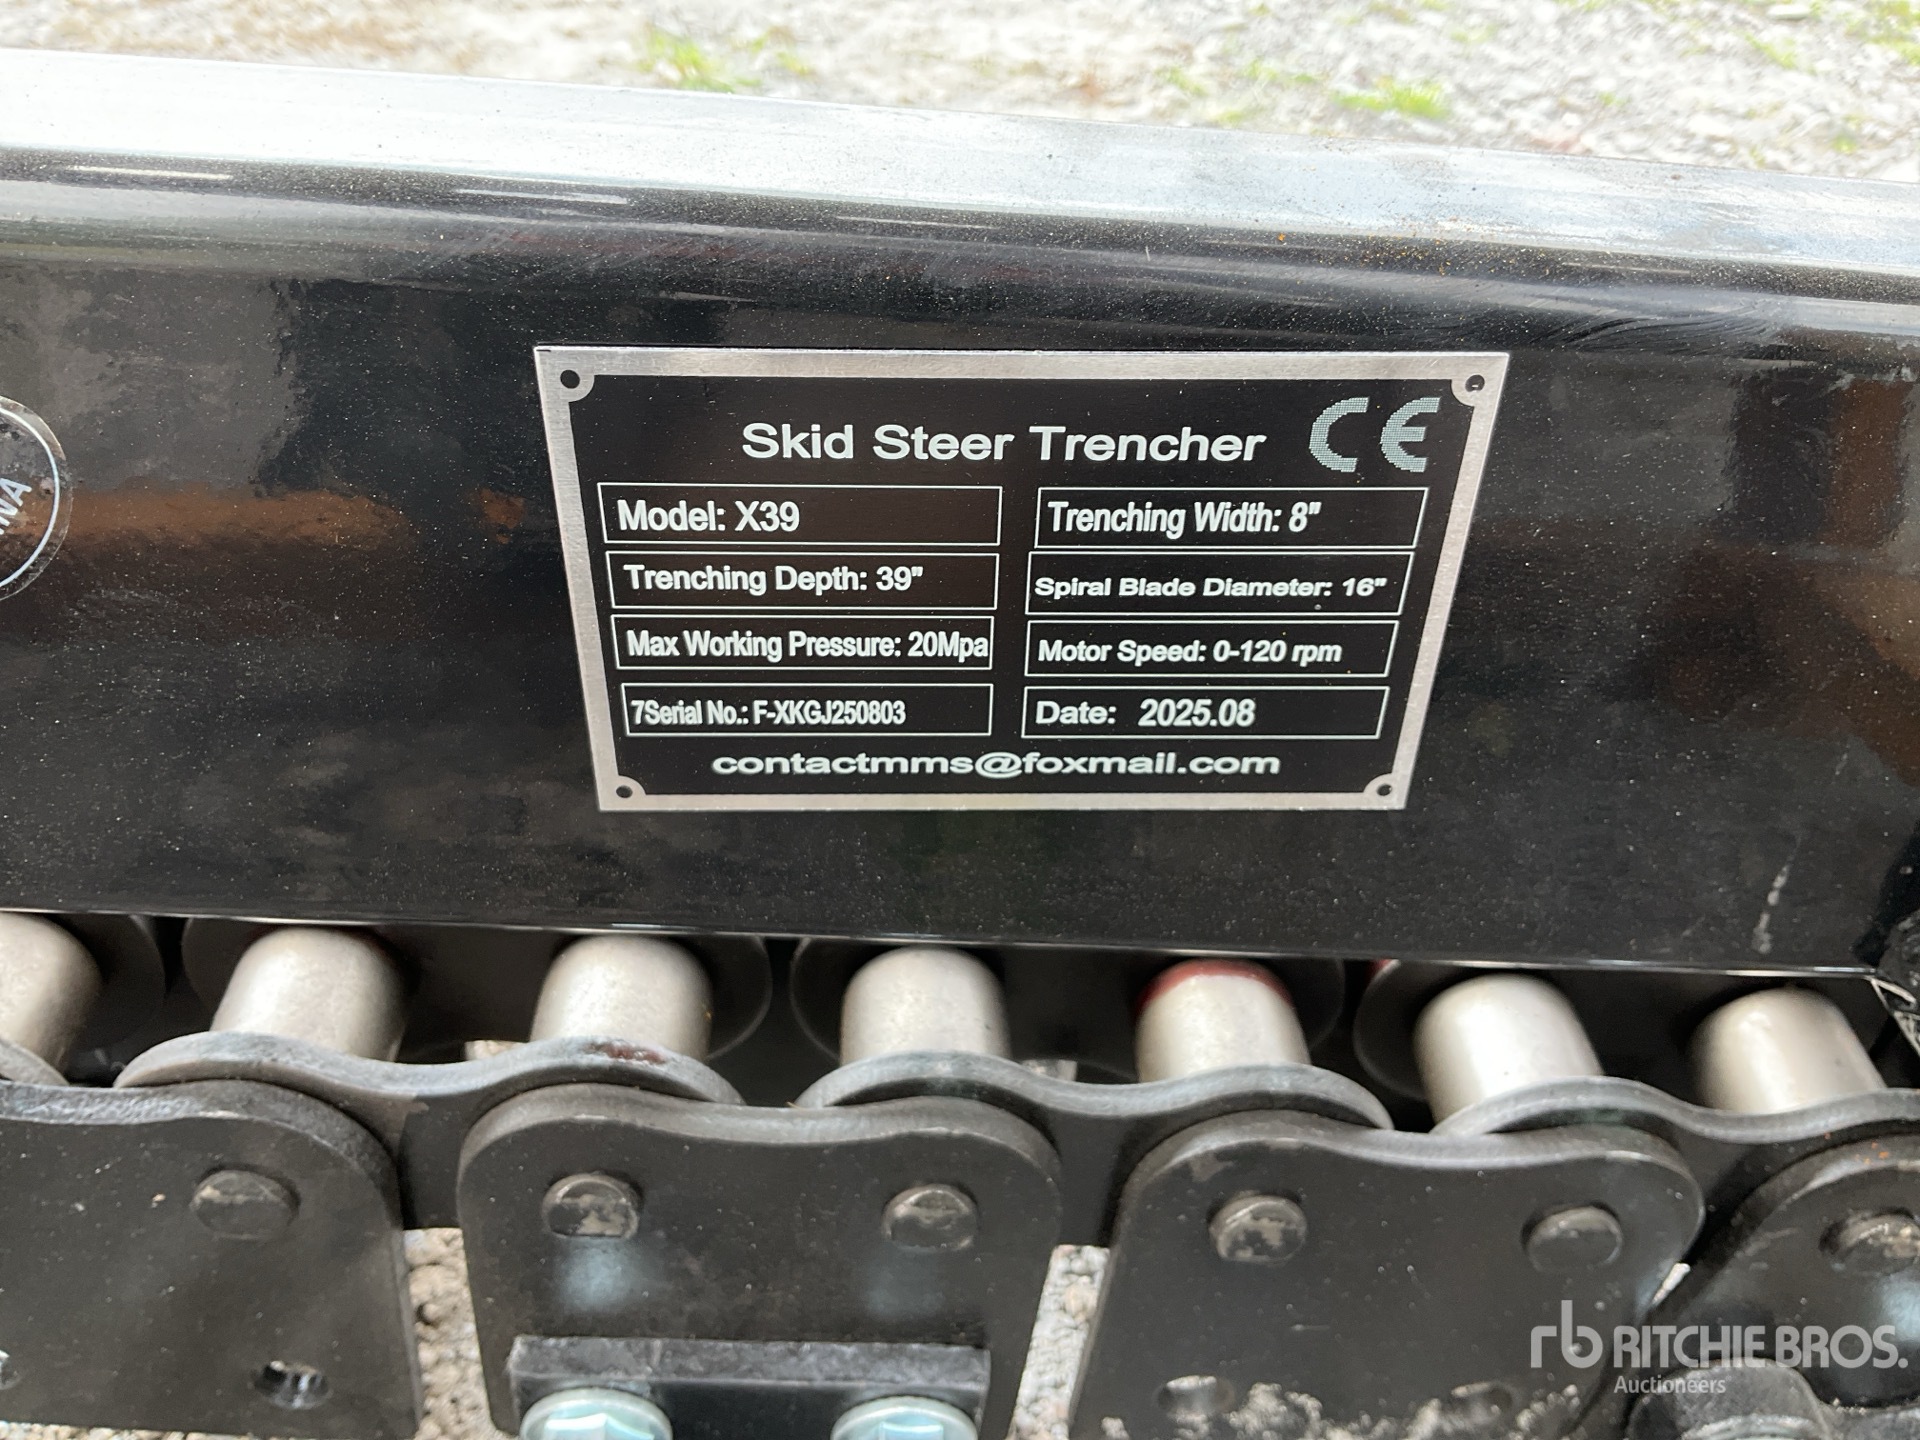 Skid Steer Trencher CE
Model: X39
Trenching Width: 8"
Trenching Depth: 39"
Spiral Blade Diameter: 16"
Max Working Pressure: 20Mpa
Motor Speed: 0-120 rpm
7Serial No.: F-XKGJ250803
Date: 2025.08
contactmms@foxmail.com
rb RITCHIE BROS.
Auctioneers